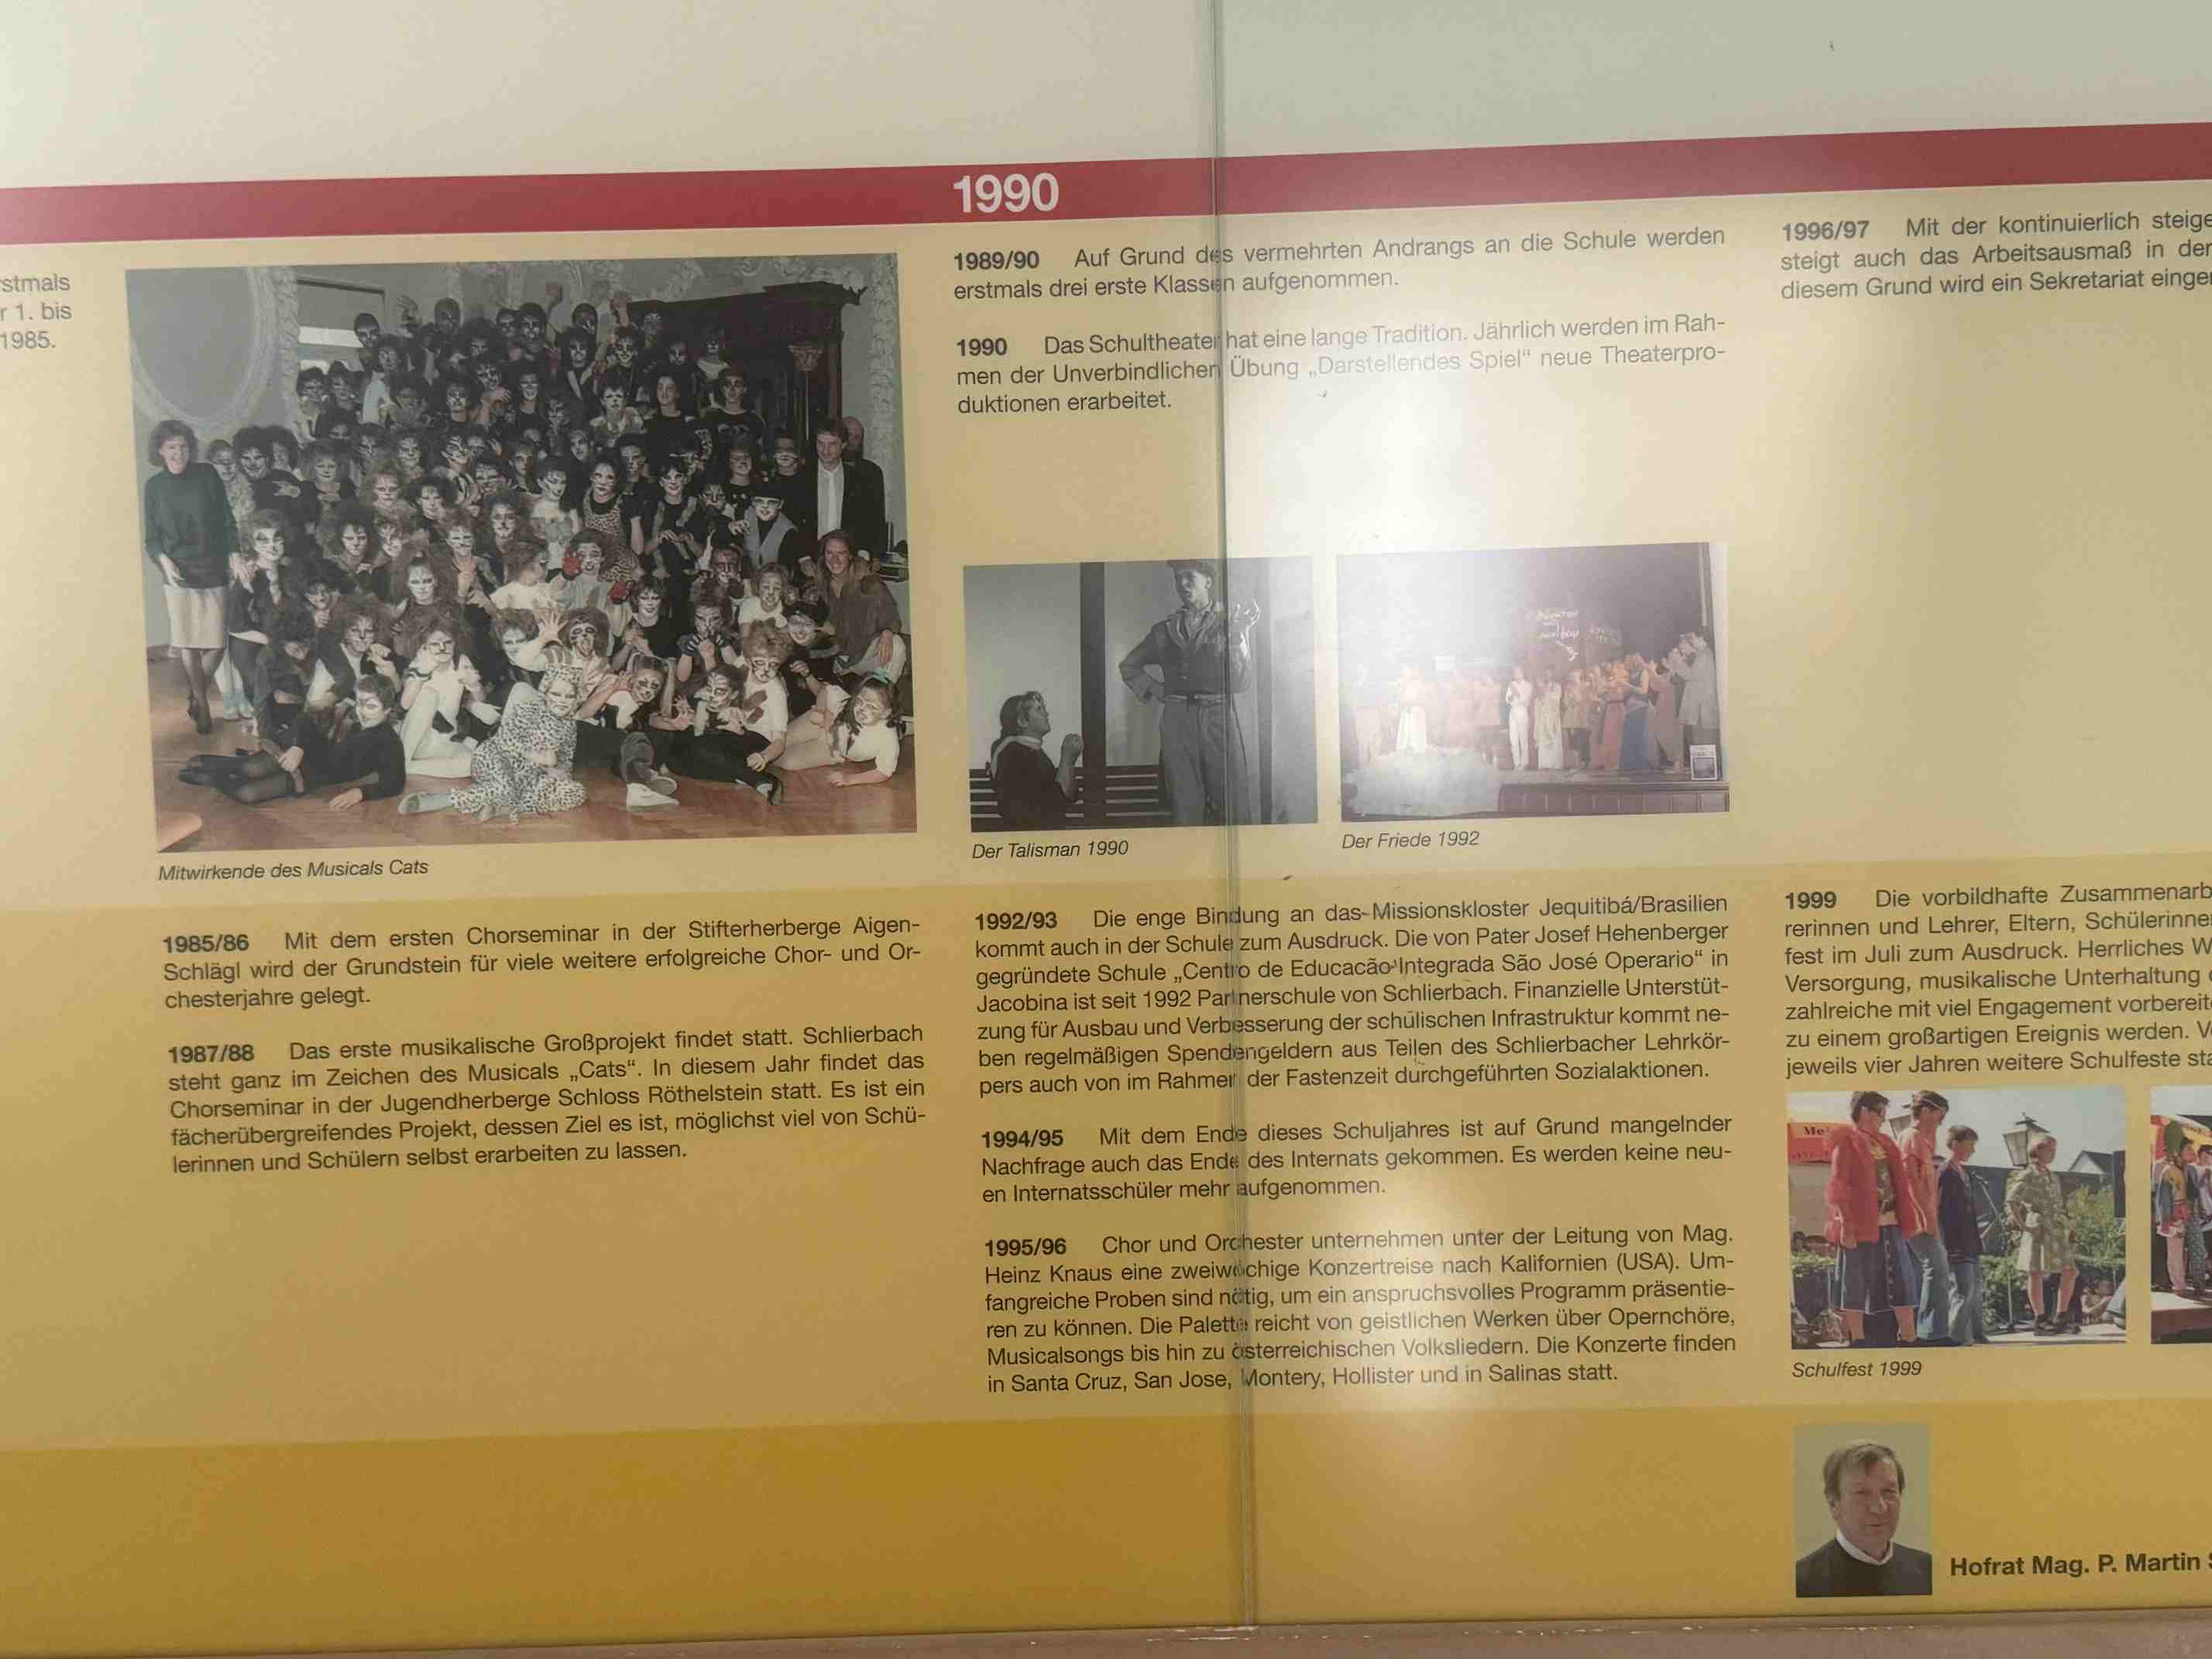 1990
stmals
r 1. bis
1985.
Mitwirkende des Musicals Cats
1985/86 Mit dem ersten Chorseminar in der Stifterherberge Aigen-
Schlägl wird der Grundstein für viele weitere erfolgreiche Chor- und Or-
chesterjahre gelegt.
1987/88 Das erste musikalische Großprojekt findet statt. Schlierbach
steht ganz im Zeichen des Musicals „Cats“. In diesem Jahr findet das
Chorseminar in der Jugendherberge Schloss Röthelstein statt. Es ist ein
fächerübergreifendes Projekt, dessen Ziel es ist, möglichst viel von Schü-
lerinnen und Schülern selbst erarbeiten zu lassen.
1989/90 Auf Grund des vermehrten Andrangs an die Schule werden
erstmals drei erste Klassen aufgenommen.
1990 Das Schultheater hat eine lange Tradition. Jährlich werden im Rah-
men der Unverbindlichen Übung „Darstellendes Spiel“ neue Theaterpro-
duktionen erarbeitet.
Der Talisman 1990
Der Friede 1992
1992/93 Die enge Bindung an das Missionskloster Jequitibá/Brasilien
kommt auch in der Schule zum Ausdruck. Die von Pater Josef Hehenberger
gegründete Schule „Centro de Educacão Integrada São José Operario“ in
Jacobina ist seit 1992 Partnerschule von Schlierbach. Finanzielle Unterstüt-
zung für Ausbau und Verbesserung der schulischen Infrastruktur kommt ne-
ben regelmäßigen Spendengeldern aus Teilen des Schlierbacher Lehrkör-
pers auch von im Rahmen der Fastenzeit durchgeführten Sozialaktionen.
1994/95 Mit dem Ende dieses Schuljahres ist auf Grund mangelnder
Nachfrage auch das Ende des Internats gekommen. Es werden keine neu-
en Internatsschüler mehr aufgenommen.
1995/96 Chor und Orchester unternehmen unter der Leitung von Mag.
Heinz Knaus eine zweiwöchige Konzertreise nach Kalifornien (USA). Um-
fangreiche Proben sind nötig, um ein anspruchsvolles Programm präsentie-
ren zu können. Die Palette reicht von geistlichen Werken über Opernchöre,
Musicalsongs bis hin zu österreichischen Volksliedern. Die Konzerte finden
in Santa Cruz, San Jose, Montery, Hollister und in Salinas statt.
1996/97 Mit der kontinuierlich steige
steigt auch das Arbeitsausmaß in der
diesem Grund wird ein Sekretariat einge
1999 Die vorbildhafte Zusammenarb
rerinnen und Lehrer, Eltern, Schülerinne
fest im Juli zum Ausdruck. Herrliches W
Versorgung, musikalische Unterhaltung
zahlreiche mit viel Engagement vorbereit
zu einem großartigen Ereignis werden. V
jeweils vier Jahren weitere Schulfeste sta
Schulfest 1999
Hofrat Mag. P. Martin